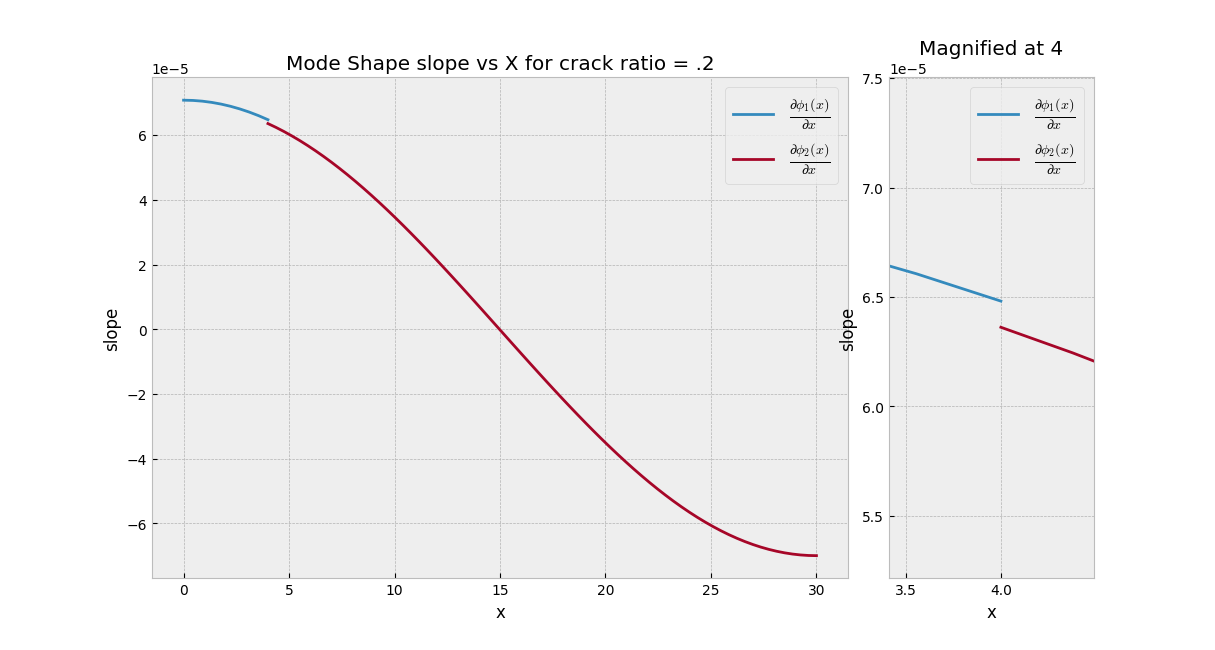 Mode Shape slope vs X for crack ratio = .2
1e−5
6
4
2
0
−2
−4
−6
slope
0 5 10 15 20 25 30
x
∂ϕ₁(x)
∂x
∂ϕ₂(x)
∂x
Magnified at 4
1e−5
7.5
7.0
6.5
6.0
5.5
slope
3.5 4.0
x
∂ϕ₁(x)
∂x
∂ϕ₂(x)
∂x